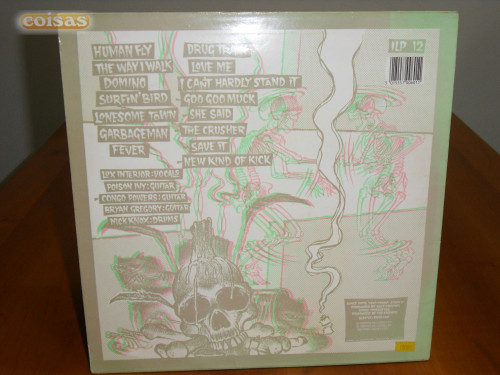 coisas
HUMAN FLY
THE WAY I WALK
DOMINO
SURFIN' BIRD
LONESOME TOWN
GARBAGEMAN
FEVER
DRUG TRAIN
LOVE ME
I CAN'T HARDLY STAND IT
GOO GOO MUCK
SHE SAID
THE CRUSHER
SAVE IT
NEW KIND OF KICK
LUX INTERIOR: VOCALS
POISON IVY: GUITAR
CONGO POWERS: GUITAR
BRYAN GREGORY: GUITAR
NICK KNOX: DRUMS
ILP 12